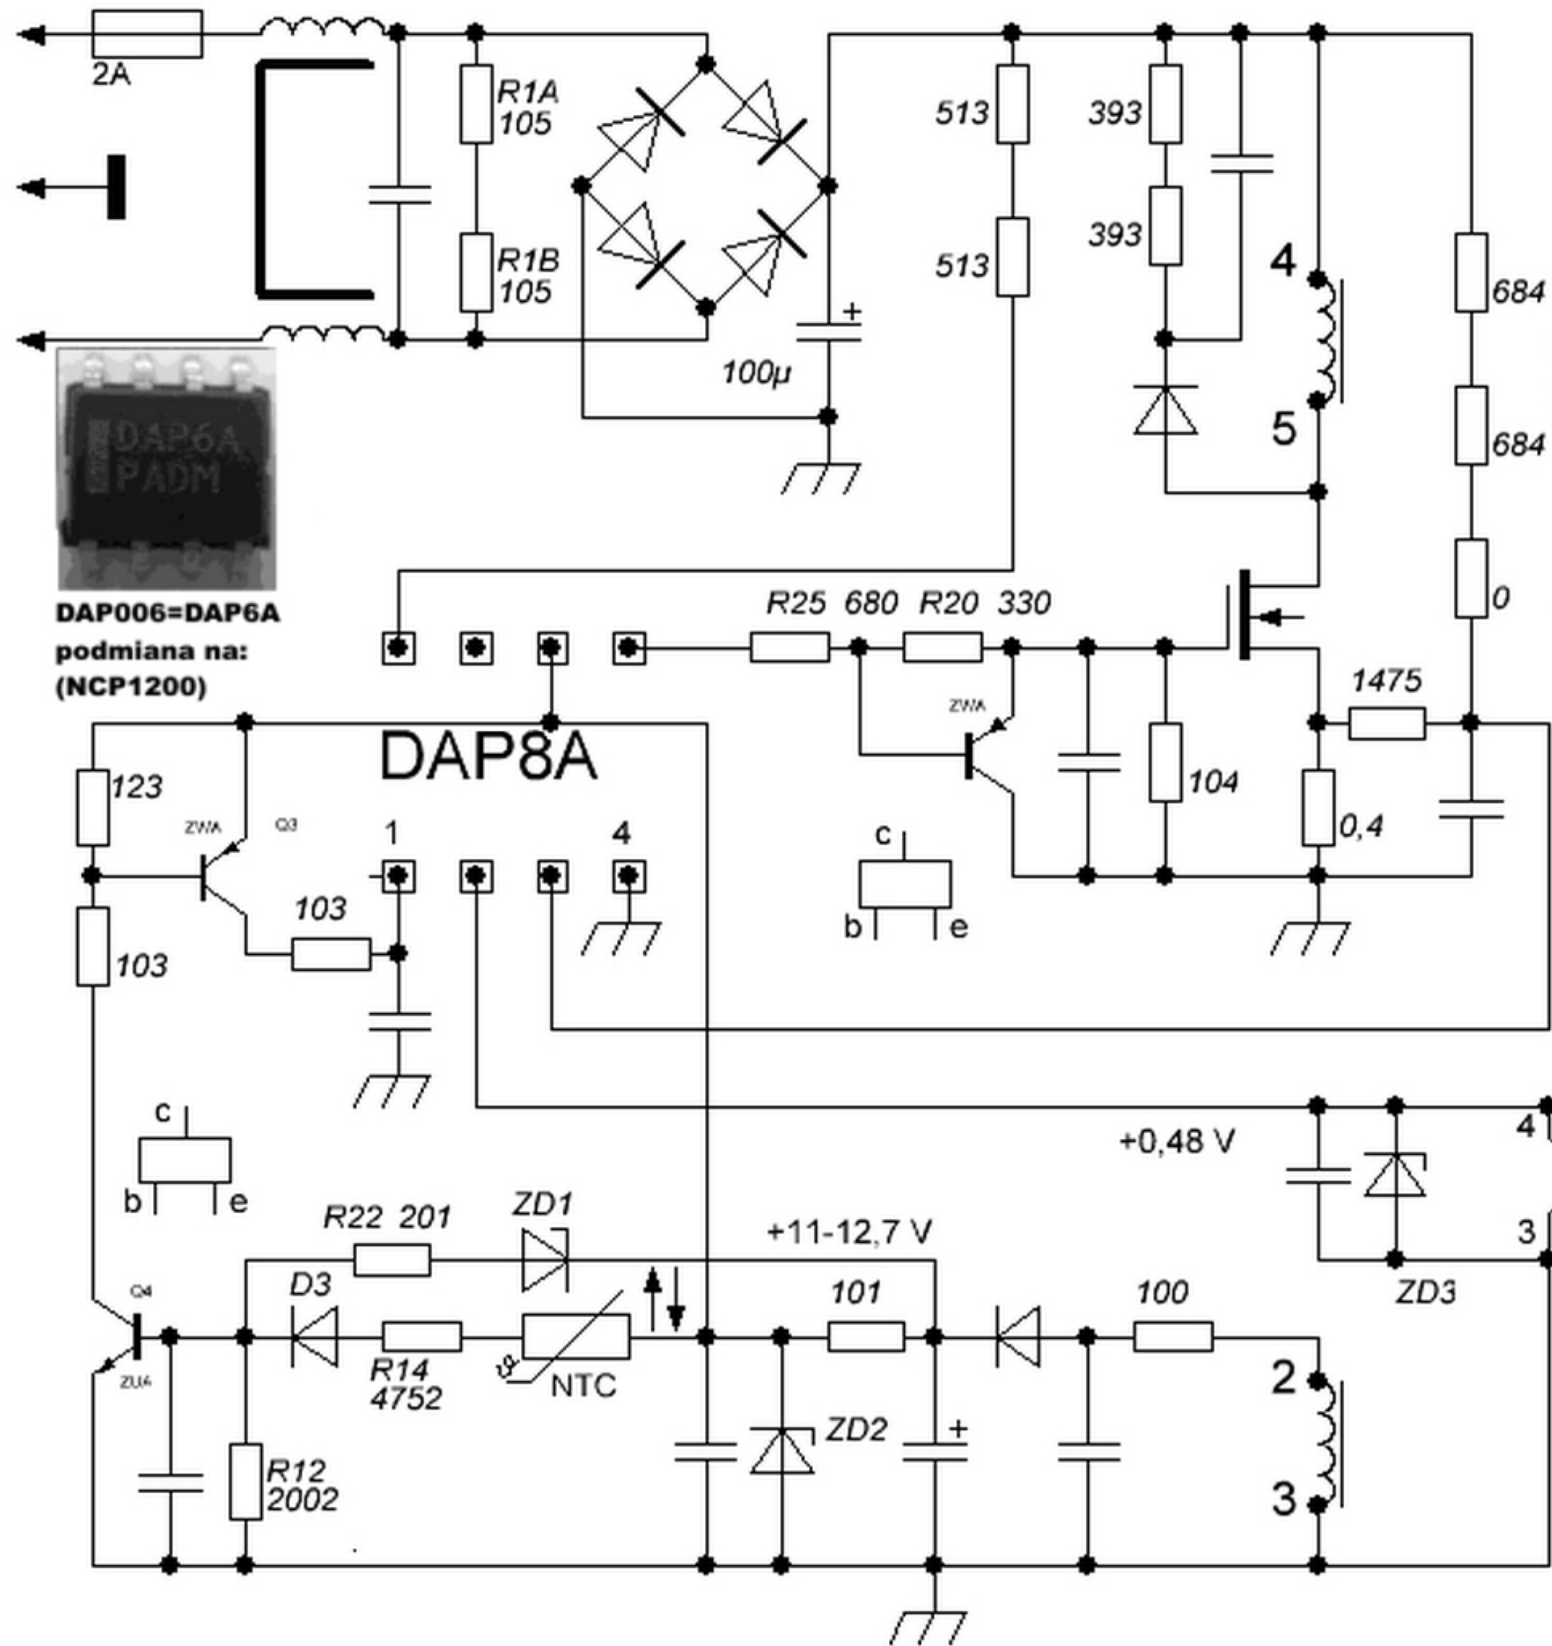 2A
R1A
105
R1B
105
100µ
513
513
393
393
4
5
684
684
0
DAP6A
PADM
DAP006=DAP6A
podmiana na:
(NCP1200)
R25 680 R20 330
ZWA
1475
104
0,4
DAP8A
123
ZWA Q3
1
4
103
103
c
b e
c
b e
+0,48 V
4
3
ZD3
R22 201
ZD1
+11-12,7 V
Q4
ZUA
D3
R14
4752
ϑ
NTC
101
100
ZD2
+
+
2
3
R12
2002